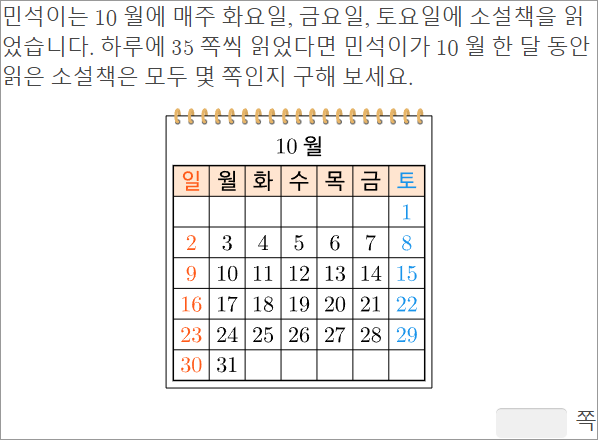 민석이는 10 월에 매주 화요일, 금요일, 토요일에 소설책을 읽
었습니다. 하루에 35 쪽씩 읽었다면 민석이가 10 월 한 달 동안
읽은 소설책은 모두 몇 쪽인지 구해 보세요.
10 월
일 월 화 수 목 금 토
1
2 3 4 5 6 7 8
9 10 11 12 13 14 15
16 17 18 19 20 21 22
23 24 25 26 27 28 29
30 31
쪽